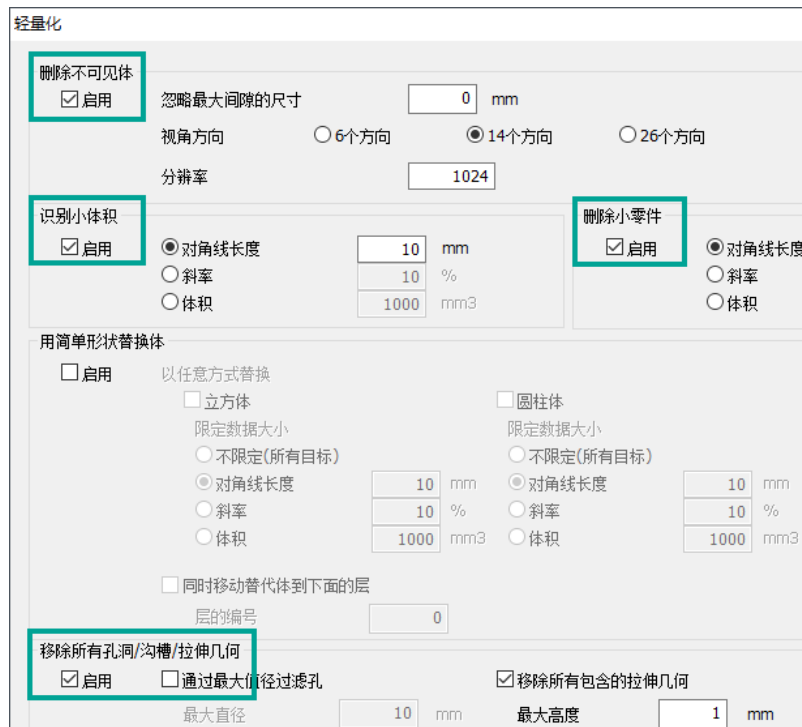 轻量化
删除不可见体
启用 忽略最大间隙的尺寸 0 mm
视角方向 6个方向 14个方向 26个方向
分辨率 1024
识别小体积 删除小零件
启用 对角线长度 10 mm 启用 对角线长度
斜率 10 % 斜率
体积 1000 mm3 体积
用简单形状替换体
启用 以任意方式替换
立方体 圆柱体
限定数据大小 限定数据大小
不限定(所有目标) 不限定(所有目标)
对角线长度 10 mm 对角线长度 10 mm
斜率 10 % 斜率 10 %
体积 1000 mm3 体积 1000 mm3
同时移动替代体到下面的层
层的编号 0
移除所有孔洞/沟槽/拉伸几何
启用 通过最大直径过滤孔 移除所有包含的拉伸几何
最大直径 10 mm 最大高度 1 mm